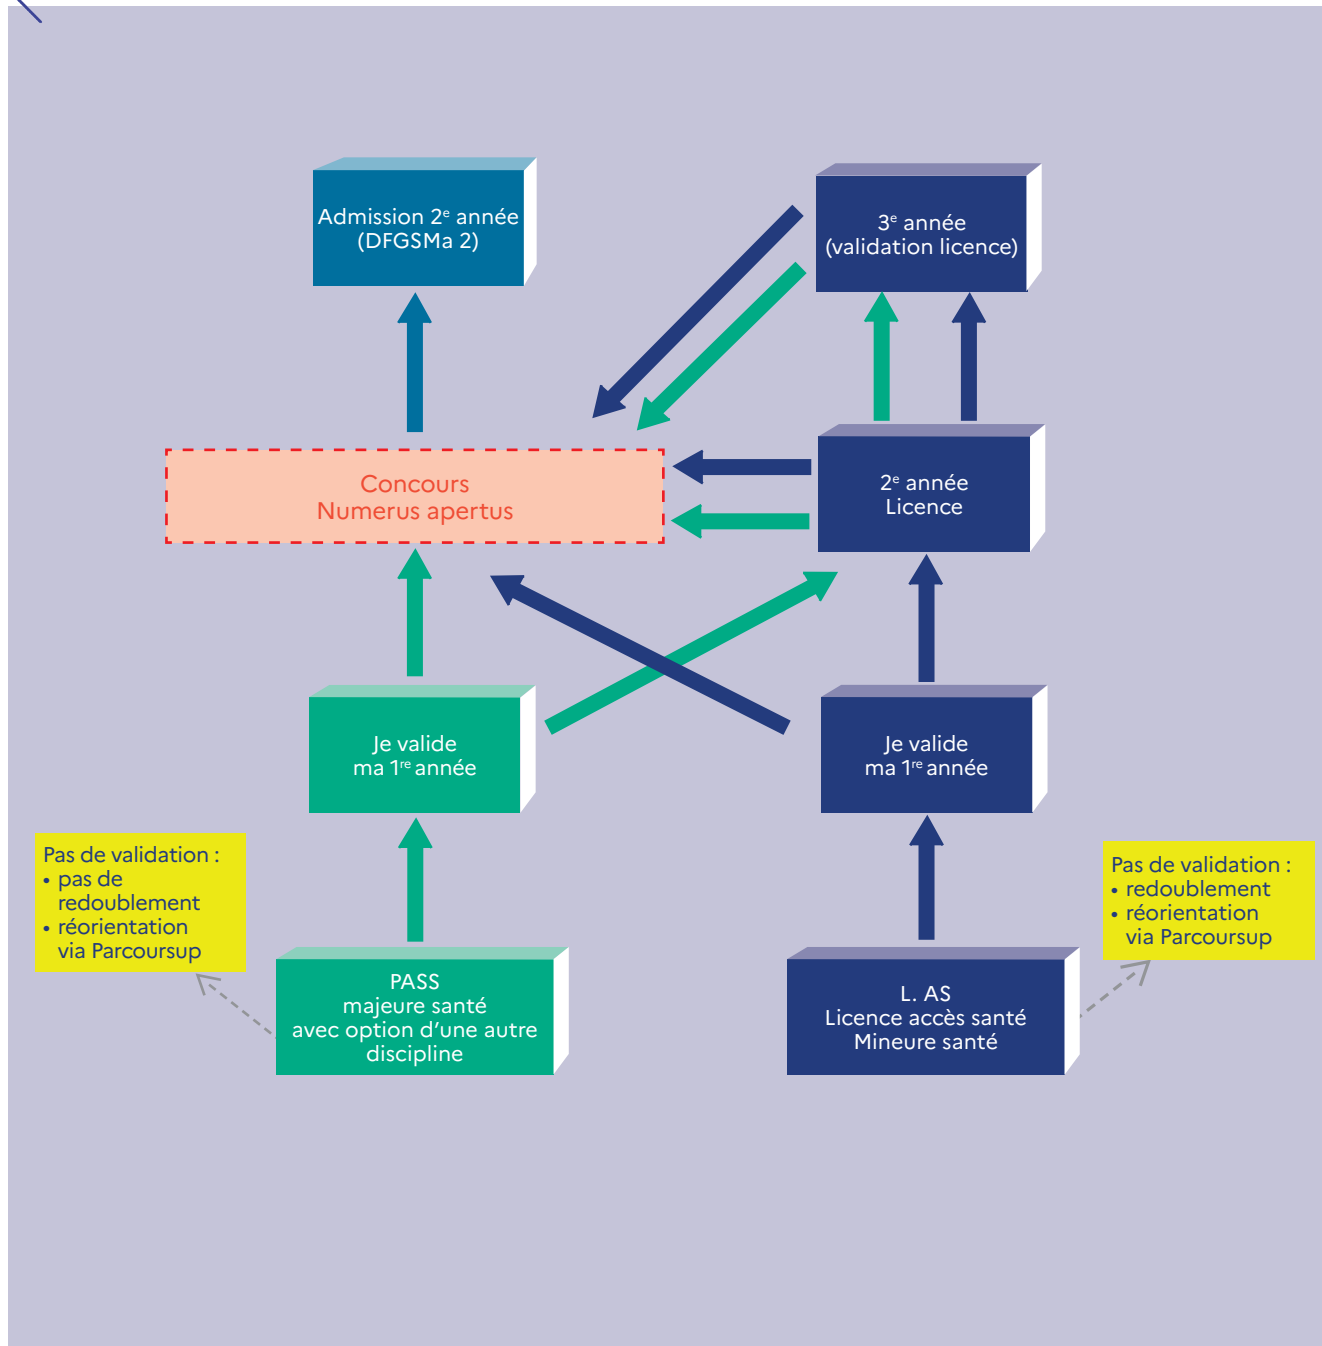 Admission 2e année
(DFGSMa 2)
3e année
(validation licence)
Concours
Numerus apertus
2e année
Licence
Je valide
ma 1re année
Je valide
ma 1re année
Pas de validation :
• pas de
redoublement
• réorientation
via Parcoursup
Pas de validation :
• redoublement
• réorientation
via Parcoursup
PASS
majeure santé
avec option d’une autre
discipline
L. AS
Licence accès santé
Mineure santé